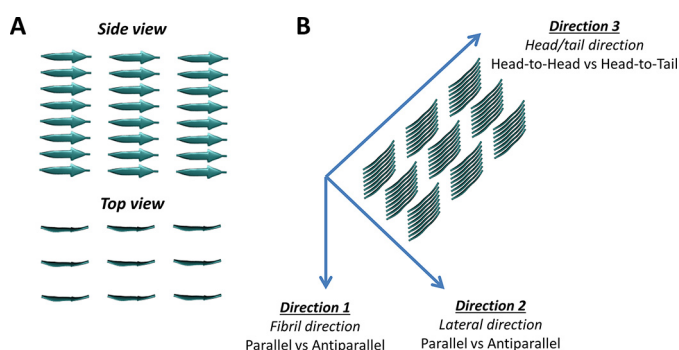 A
Side view
Top view
B
Direction 3
Head/tail direction
Head-to-Head vs Head-to-Tail
Direction 1
Fibril direction
Parallel vs Antiparallel
Direction 2
Lateral direction
Parallel vs Antiparallel